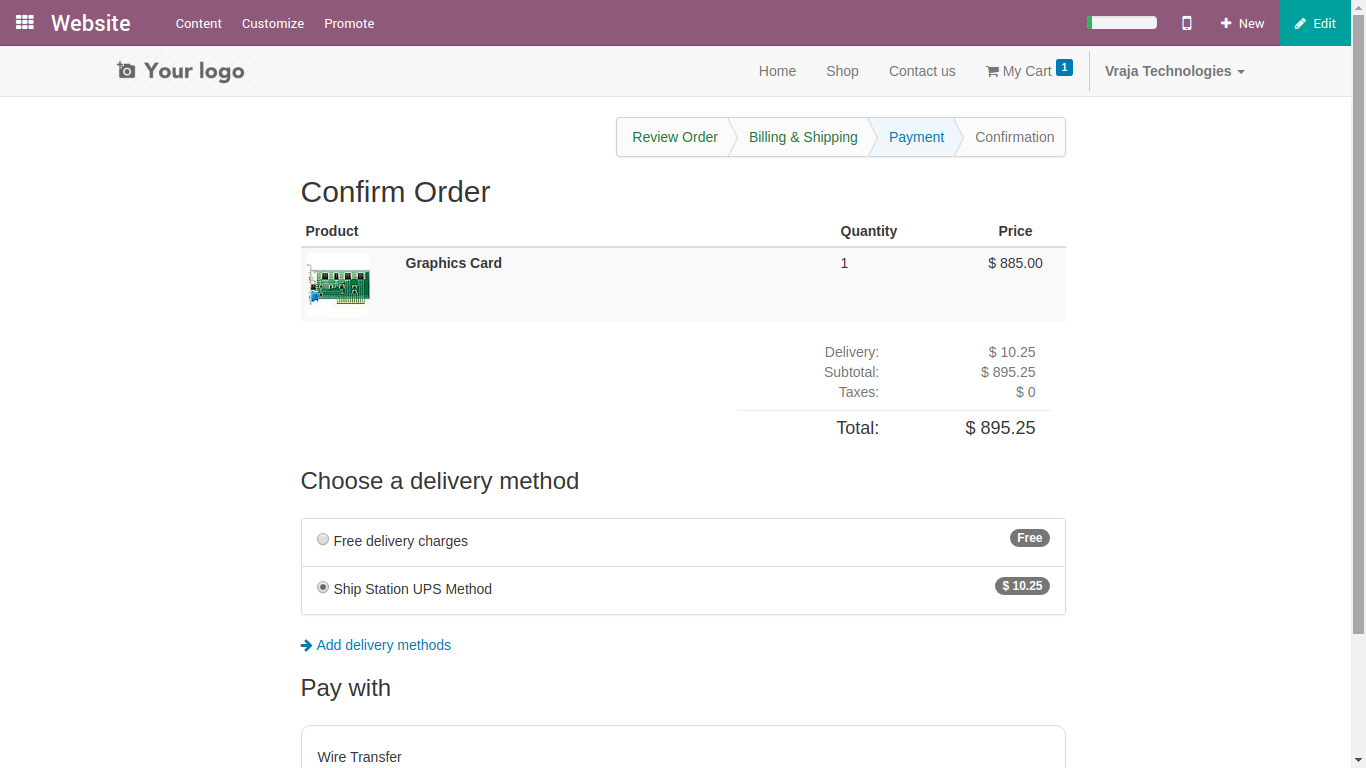 Website Content Customize Promote New Edit
Your logo Home Shop Contact us My Cart 1 Vraja Technologies
Review Order Billing & Shipping Payment Confirmation
Confirm Order
Product Quantity Price
Graphics Card 1 $ 885.00
Delivery: $ 10.25
Subtotal: $ 895.25
Taxes: $ 0
Total: $ 895.25
Choose a delivery method
Free delivery charges Free
Ship Station UPS Method $ 10.25
Add delivery methods
Pay with
Wire Transfer